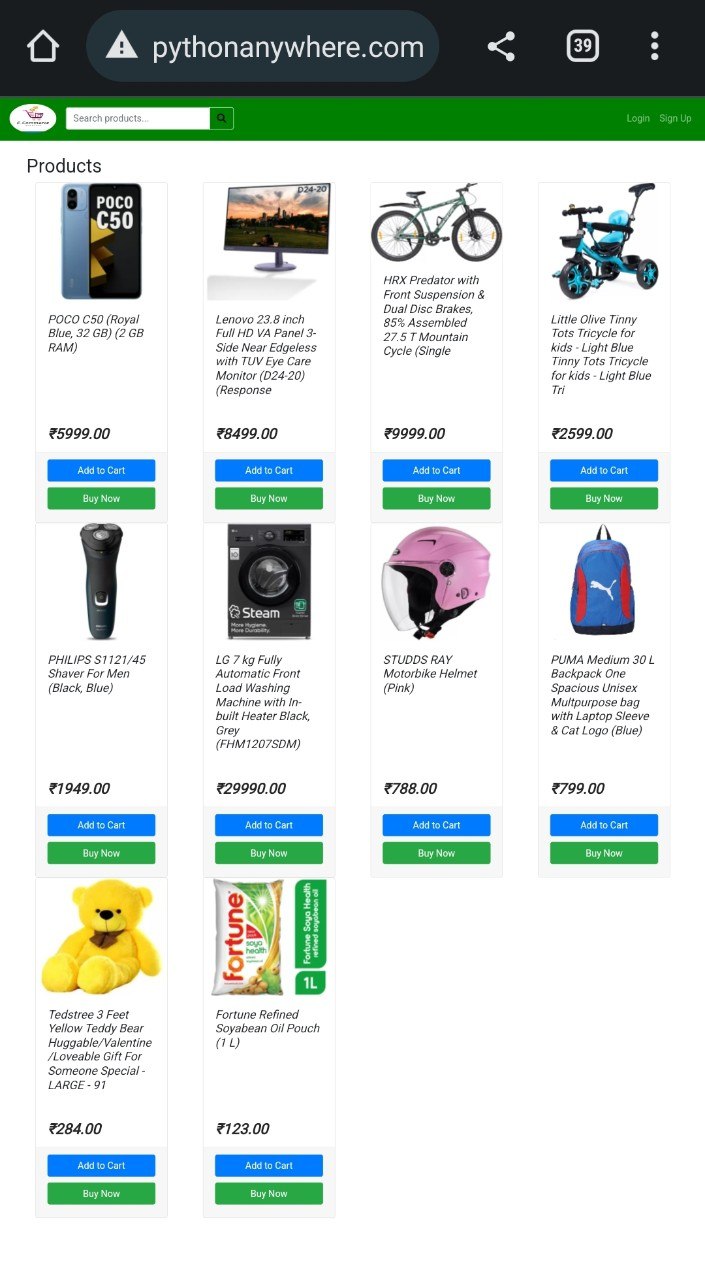 pythonanywhere.com
39
Search products...
Login Sign Up
Products
POCO
C50
D24-20
POCO C50 (Royal
Blue, 32 GB) (2 GB
RAM)
₹5999.00
Add to Cart
Buy Now
Lenovo 23.8 inch
Full HD VA Panel 3-
Side Near Edgeless
with TUV Eye Care
Monitor (D24-20)
(Response
₹8499.00
Add to Cart
Buy Now
HRX Predator with
Front Suspension &
Dual Disc Brakes,
85% Assembled
27.5 T Mountain
Cycle (Single
₹9999.00
Add to Cart
Buy Now
Little Olive Tinny
Tots Tricycle for
kids - Light Blue
Tinny Tots Tricycle
for kids - Light Blue
Tri
₹2599.00
Add to Cart
Buy Now
PHILIPS S1121/45
Shaver For Men
(Black, Blue)
₹1949.00
Add to Cart
Buy Now
Steam
More Hygiene,
More Durability.
LG 7 kg Fully
Automatic Front
Load Washing
Machine with In-
built Heater Black,
Grey
(FHM1207SDM)
₹29990.00
Add to Cart
Buy Now
STUDDS RAY
Motorbike Helmet
(Pink)
₹788.00
Add to Cart
Buy Now
PUMA Medium 30 L
Backpack One
Spacious Unisex
Multpurpose bag
with Laptop Sleeve
& Cat Logo (Blue)
₹799.00
Add to Cart
Buy Now
Tedstree 3 Feet
Yellow Teddy Bear
Huggable/Valentine
/Loveable Gift For
Someone Special -
LARGE - 91
₹284.00
Add to Cart
Buy Now
fortune
soya
health
Fortune Soya Health
refined soyabean oil
1L
Fortune Refined
Soyabean Oil Pouch
(1 L)
₹123.00
Add to Cart
Buy Now